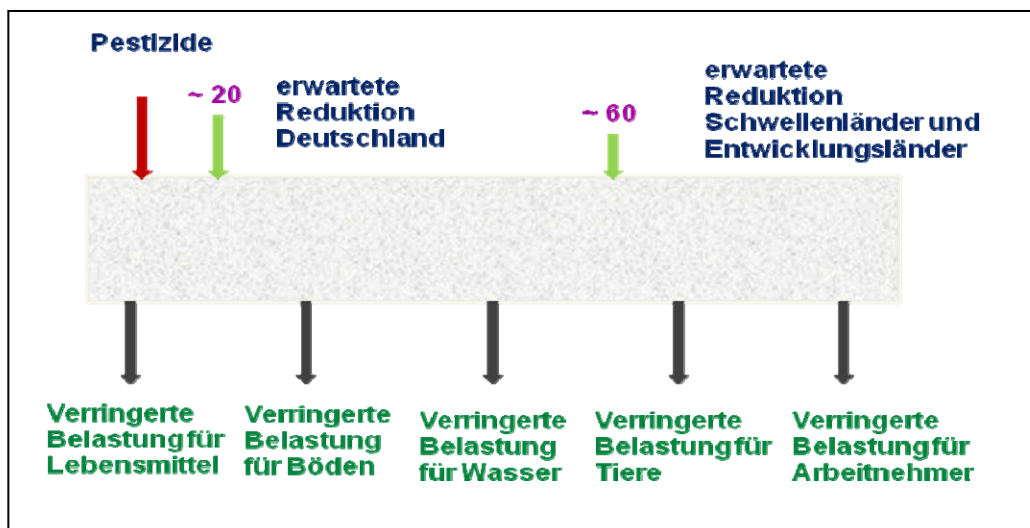 Pestizide
~ 20
erwartete
Reduktion
Deutschland
~ 60
erwartete
Reduktion
Schwellenländer und
Entwicklungsländer
Verringerte
Belastung für
Lebensmittel
Verringerte
Belastung
für Böden
Verringerte
Belastung
für Wasser
Verringerte
Belastung für
Tiere
Verringerte
Belastung für
Arbeitnehmer